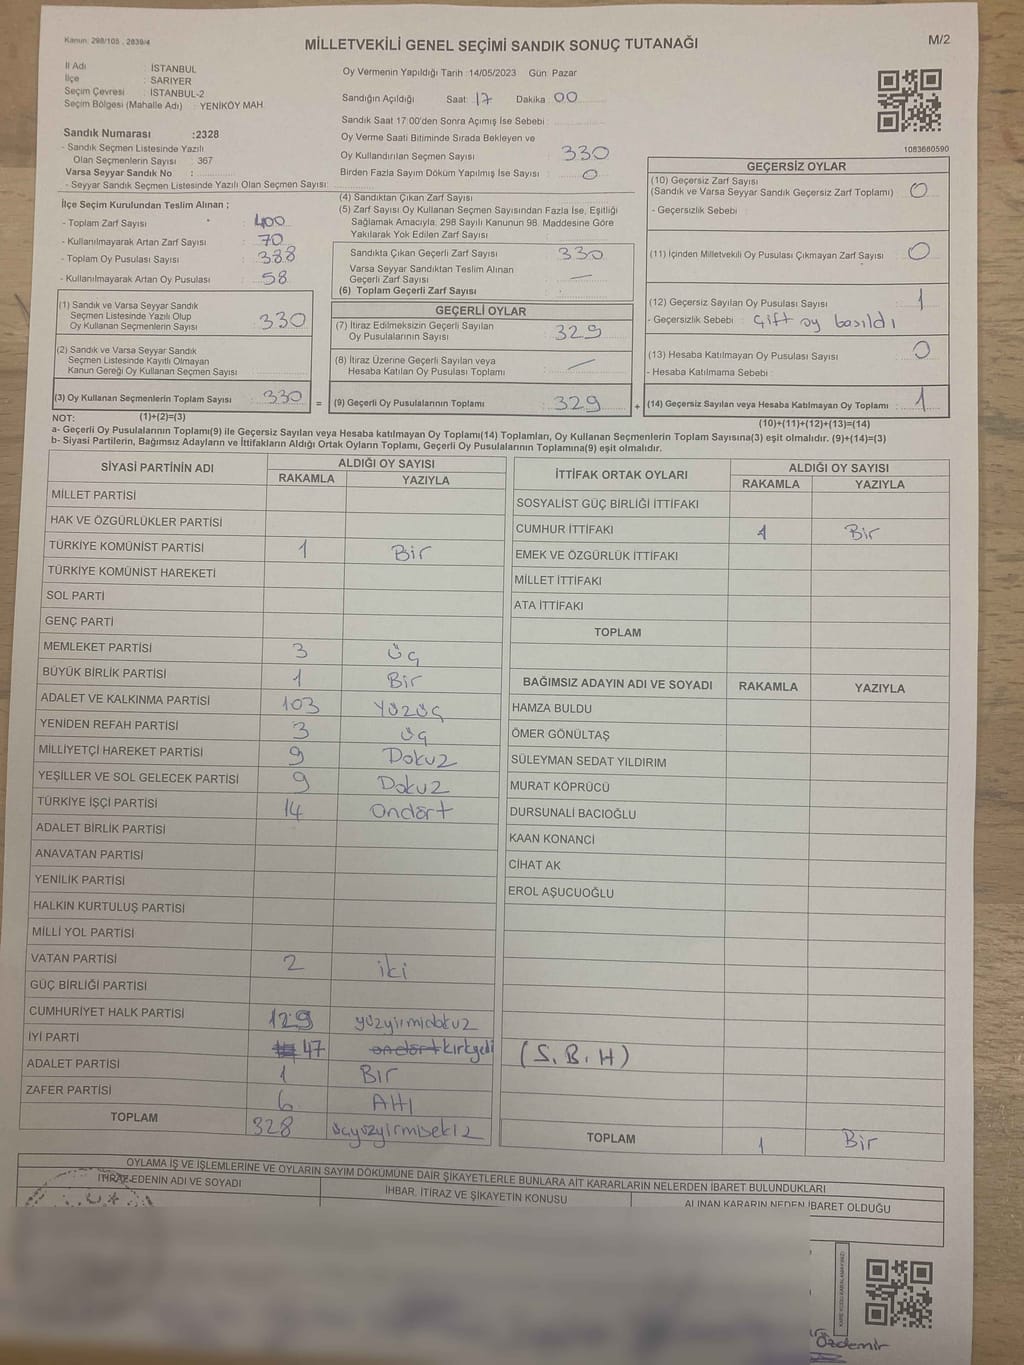 Kanun: 298/105 , 2839/4
MİLLETVEKİLİ GENEL SEÇİMİ SANDIK SONUÇ TUTANAĞI
M/2
İl Adı : İSTANBUL
İlçe : SARIYER
Seçim Çevresi : İSTANBUL-2
Seçim Bölgesi (Mahalle Adı) : YENİKÖY MAH.
Sandık Numarası :2328
- Sandık Seçmen Listesinde Yazılı
Olan Seçmenlerin Sayısı : 367
Varsa Seyyar Sandık No :
- Seyyar Sandık Seçmen Listesinde Yazılı Olan Seçmen Sayısı:
Oy Vermenin Yapıldığı Tarih :14/05/2023 Gün: Pazar
Sandığın Açıldığı Saat: 17 Dakika: 00
Sandık Saat 17:00'den Sonra Açımış İse Sebebi :
Oy Verme Saati Bitiminde Sırada Bekleyen ve
Oy Kullandırılan Seçmen Sayısı : 330
Birden Fazla Sayım Döküm Yapılmış İse Sayısı : 0
1083660590
İlçe Seçim Kurulundan Teslim Alınan ;
- Toplam Zarf Sayısı : 400
- Kullanılmayarak Artan Zarf Sayısı : 70
- Toplam Oy Pusulası Sayısı : 388
- Kullanılmayarak Artan Oy Pusulası : 58
(1) Sandık ve Varsa Seyyar Sandık
Seçmen Listesinde Yazılı Olup
Oy Kullanan Seçmenlerin Sayısı : 330
(2) Sandık ve Varsa Seyyar Sandık
Seçmen Listesinde Kayıtlı Olmayan
Kanun Gereği Oy Kullanan Seçmen Sayısı :
(3) Oy Kullanan Seçmenlerin Toplam Sayısı : 330
(4) Sandıktan Çıkan Zarf Sayısı :
(5) Zarf Sayısı Oy Kullanan Seçmen Sayısından Fazla İse, Eşitliği
Sağlamak Amacıyla, 298 Sayılı Kanunun 98. Maddesine Göre
Yakılarak Yok Edilen Zarf Sayısı :
Sandıkta Çıkan Geçerli Zarf Sayısı : 330
Varsa Seyyar Sandıktan Teslim Alınan
Geçerli Zarf Sayısı : —
(6) Toplam Geçerli Zarf Sayısı :
GEÇERLİ OYLAR
(7) İtiraz Edilmeksizin Geçerli Sayılan
Oy Pusulalarının Sayısı : 329
(8) İtiraz Üzerine Geçerli Sayılan veya
Hesaba Katılan Oy Pusulası Toplamı : —
= (9) Geçerli Oy Pusulalarının Toplamı : 329 +
GEÇERSİZ OYLAR
(10) Geçersiz Zarf Sayısı
(Sandık ve Varsa Seyyar Sandık Geçersiz Zarf Toplamı) : 0
- Geçersizlik Sebebi :
(11) İçinden Milletvekili Oy Pusulası Çıkmayan Zarf Sayısı : 0
(12) Geçersiz Sayılan Oy Pusulası Sayısı : 1
- Geçersizlik Sebebi : Çift oy basıldı
(13) Hesaba Katılmayan Oy Pusulası Sayısı : 0
- Hesaba Katılmama Sebebi :
(14) Geçersiz Sayılan veya Hesaba Katılmayan Oy Toplamı : 1
NOT: (1)+(2)=(3)
(10)+(11)+(12)+(13)=(14)
a- Geçerli Oy Pusulalarının Toplamı(9) ile Geçersiz Sayılan veya Hesaba katılmayan Oy Toplamı(14) Toplamları, Oy Kullanan Seçmenlerin Toplam Sayısına(3) eşit olmalıdır. (9)+(14)=(3)
b- Siyasi Partilerin, Bağımsız Adayların ve İttifakların Aldığı Ortak Oyların Toplamı, Geçerli Oy Pusulalarının Toplamına(9) eşit olmalıdır.
SİYASİ PARTİNİN ADI ALDIĞI OY SAYISI
RAKAMLA YAZIYLA
MİLLET PARTİSİ
HAK VE ÖZGÜRLÜKLER PARTİSİ
TÜRKİYE KOMÜNİST PARTİSİ 1 Bir
TÜRKİYE KOMÜNİST HAREKETİ
SOL PARTİ
GENÇ PARTİ
MEMLEKET PARTİSİ 3 üç
BÜYÜK BİRLİK PARTİSİ 1 Bir
ADALET VE KALKINMA PARTİSİ 103 Yüzüç
YENİDEN REFAH PARTİSİ 3 üç
MİLLİYETÇİ HAREKET PARTİSİ 9 Dokuz
YEŞİLLER VE SOL GELECEK PARTİSİ 9 Dokuz
TÜRKİYE İŞÇİ PARTİSİ 14 Ondört
ADALET BİRLİK PARTİSİ
ANAVATAN PARTİSİ
YENİLİK PARTİSİ
HALKIN KURTULUŞ PARTİSİ
MİLLİ YOL PARTİSİ
VATAN PARTİSİ 2 iki
GÜÇ BİRLİĞİ PARTİSİ
CUMHURİYET HALK PARTİSİ 129 yüzyirmidokuz
İYİ PARTİ 47 ondört kırkyedi (S.B.H)
ADALET PARTİSİ 1 BIR
ZAFER PARTİSİ 6 Altı
TOPLAM 328 üçyüzyirmisekiz
İTTİFAK ORTAK OYLARI ALDIĞI OY SAYISI
RAKAMLA YAZIYLA
SOSYALİST GÜÇ BİRLİĞİ İTTİFAKI
CUMHUR İTTİFAKI 1 Bir
EMEK VE ÖZGÜRLÜK İTTİFAKI
MİLLET İTTİFAKI
ATA İTTİFAKI
TOPLAM
BAĞIMSIZ ADAYIN ADI VE SOYADI RAKAMLA YAZIYLA
HAMZA BULDU
ÖMER GÖNÜLTAŞ
SÜLEYMAN SEDAT YILDIRIM
MURAT KÖPRÜCÜ
DURSUNALİ BACIOĞLU
KAAN KONANCİ
CİHAT AK
EROL AŞUCUOĞLU
TOPLAM 1 Bir
OYLAMA İŞ VE İŞLEMLERİNE VE OYLARIN SAYIM DÖKÜMÜNE DAİR ŞİKAYETLERLE BUNLARA AİT KARARLARIN NELERDEN İBARET BULUNDUKLARI
İTİRAZ EDENİN ADI VE SOYADI İHBAR, İTİRAZ VE ŞİKAYETİN KONUSU ALINAN KARARIN NEDEN İBARET OLDUĞU
Özdemir